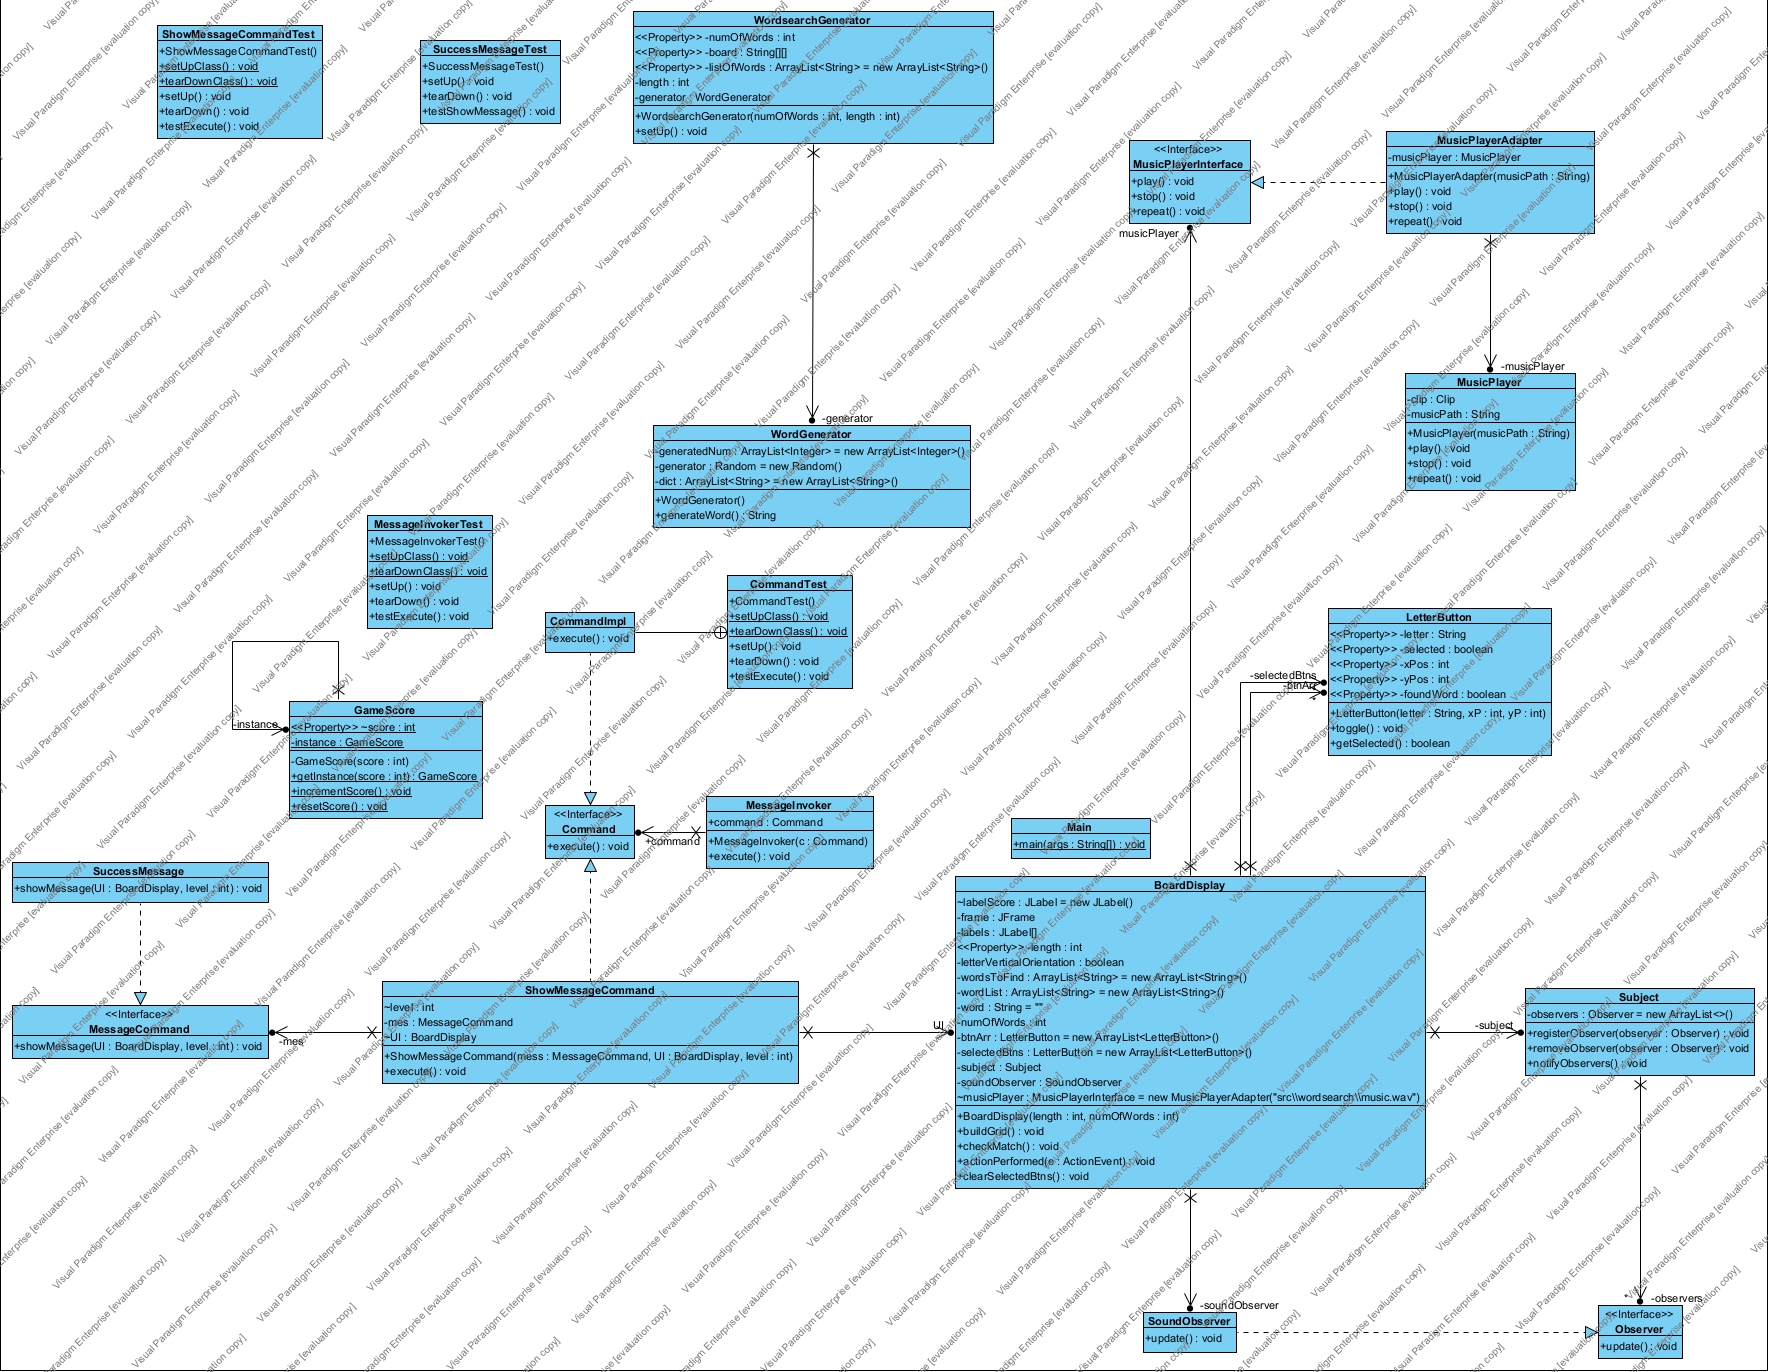 ShowMessageCommandTest
+ShowMessageCommandTest()
+setUpClass() : void
+tearDownClass() : void
+setUp() : void
+tearDown() : void
+testExecute() : void
SuccessMessageTest
+SuccessMessageTest()
+setUp() : void
+tearDown() : void
+testShowMessage() : void
WordsearchGenerator
<<Property>> -numOfWords : int
<<Property>> -board : String[][]
<<Property>> -listOfWords : ArrayList<String> = new ArrayList<String>()
-length : int
-generator : WordGenerator
+WordsearchGenerator(numOfWords : int, length : int)
+setUp() : void
<<Interface>>
MusicPlayerInterface
+play() : void
+stop() : void
+repeat() : void
musicPlayer
MusicPlayerAdapter
-musicPlayer : MusicPlayer
+MusicPlayerAdapter(musicPath : String)
+play() : void
+stop() : void
+repeat() : void
-musicPlayer
MusicPlayer
-clip : Clip
-musicPath : String
+MusicPlayer(musicPath : String)
+play() : void
+stop() : void
+repeat() : void
-generator
WordGenerator
-generatedNum : ArrayList<Integer> = new ArrayList<Integer>()
-generator : Random = new Random()
-dict : ArrayList<String> = new ArrayList<String>()
+WordGenerator()
+generateWord() : String
MessageInvokerTest
+MessageInvokerTest()
+setUpClass() : void
+tearDownClass() : void
+setUp() : void
+tearDown() : void
+testExecute() : void
CommandImpl
+execute() : void
CommandTest
+CommandTest()
+setUpClass() : void
+tearDownClass() : void
+setUp() : void
+tearDown() : void
+testExecute() : void
LetterButton
<<Property>> -letter : String
<<Property>> -selected : boolean
<<Property>> -xPos : int
<<Property>> -yPos : int
<<Property>> -foundWord : boolean
+LetterButton(letter : String, xP : int, yP : int)
+toggle() : void
+getSelected() : boolean
-selectedBtns
-btnArr
-instance
GameScore
<<Property>> ~score : int
-instance : GameScore
-GameScore(score : int)
+getInstance(score : int) : GameScore
+incrementScore() : void
+resetScore() : void
<<Interface>>
Command
+execute() : void
+command
MessageInvoker
+command : Command
+MessageInvoker(c : Command)
+execute() : void
Main
+main(args : String[]) : void
SuccessMessage
+showMessage(UI : BoardDisplay, level : int) : void
<<Interface>>
MessageCommand
+showMessage(UI : BoardDisplay, level : int) : void
-mes
ShowMessageCommand
~level : int
-mes : MessageCommand
~UI : BoardDisplay
+ShowMessageCommand(mess : MessageCommand, UI : BoardDisplay, level : int)
+execute() : void
UI
BoardDisplay
~labelScore : JLabel = new JLabel()
-frame : JFrame
-labels : JLabel[]
<<Property>> -length : int
-letterVerticalOrientation : boolean
-wordsToFind : ArrayList<String> = new ArrayList<String>()
-wordList : ArrayList<String> = new ArrayList<String>()
-word : String = ""
-numOfWords : int
-btnArr : LetterButton = new ArrayList<LetterButton>()
-selectedBtns : LetterButton = new ArrayList<LetterButton>()
-subject : Subject
-soundObserver : SoundObserver
~musicPlayer : MusicPlayerInterface = new MusicPlayerAdapter("src\\wordsearch\\music.wav")
+BoardDisplay(length : int, numOfWords : int)
+buildGrid() : void
+checkMatch() : void
+actionPerformed(e : ActionEvent) : void
+clearSelectedBtns() : void
-subject
Subject
-observers : Observer = new ArrayList<>()
+registerObserver(observer : Observer) : void
+removeObserver(observer : Observer) : void
+notifyObservers() : void
-soundObserver
SoundObserver
+update() : void
*
-observers
<<Interface>>
Observer
+update() : void
Visual Paradigm Enterprise [evaluation copy]